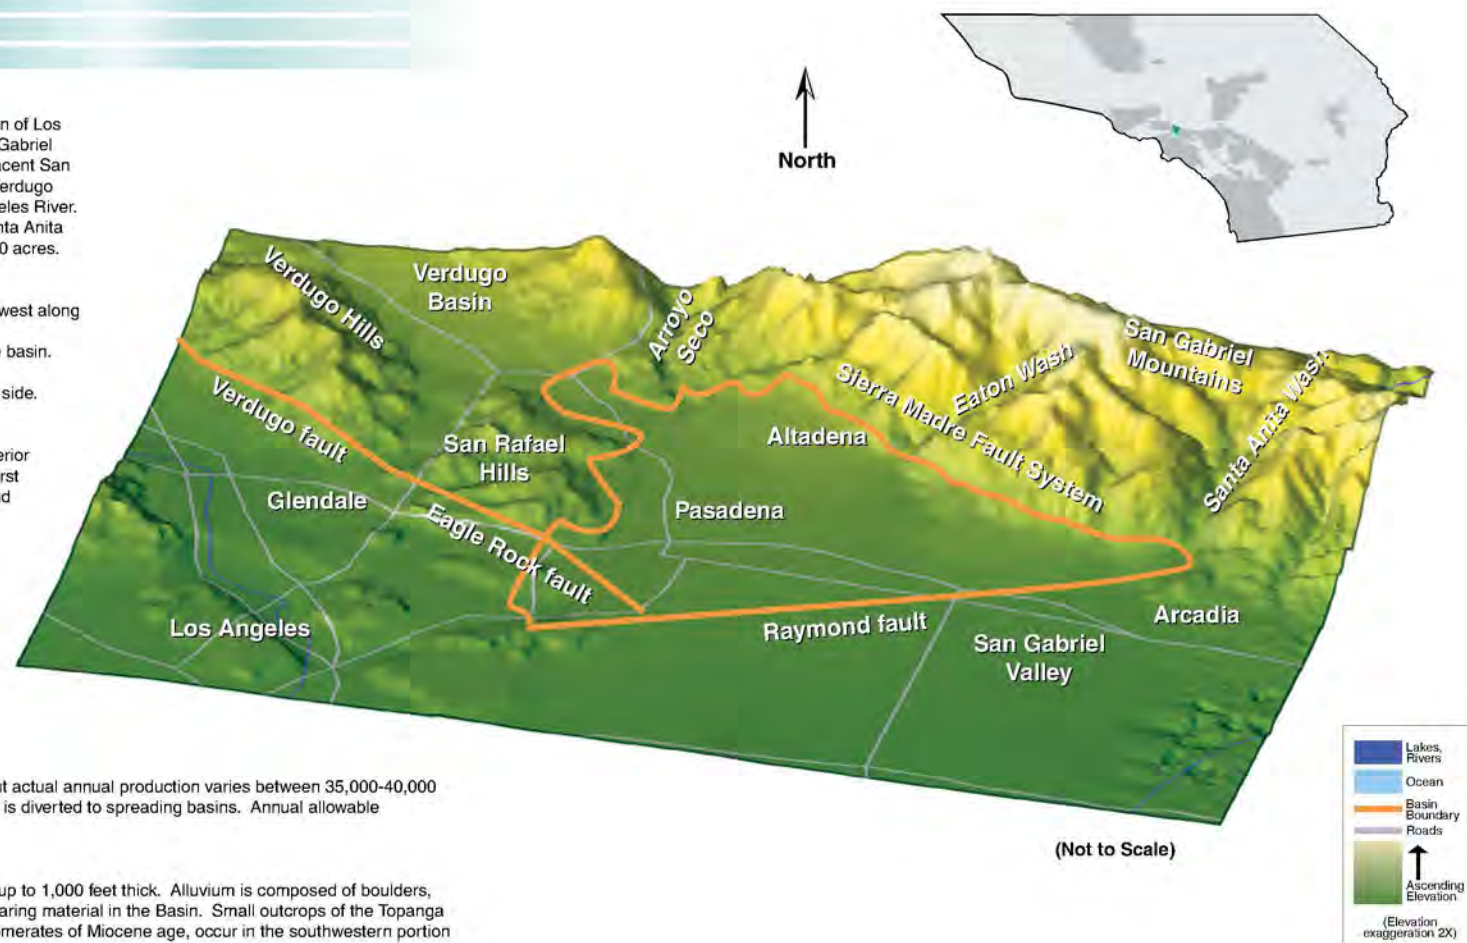 n of Los
Gabriel
acent San
erdugo
eles River.
nta Anita
0 acres.
west along
basin.
side.
erior
rst
d
North
Verdugo Hills
Verdugo
Basin
Arroyo
Seco
San Gabriel
Mountains
Eaton Wash
Santa Anita Wash
Sierra Madre Fault System
Verdugo fault
San Rafael
Hills
Altadena
Glendale
Pasadena
Eagle Rock fault
Los Angeles
Raymond fault
Arcadia
San Gabriel
Valley
(Not to Scale)
Lakes,
Rivers
Ocean
Basin
Boundary
Roads
Ascending
Elevation
(Elevation
exaggeration 2X)
t actual annual production varies between 35,000-40,000
is diverted to spreading basins. Annual allowable
up to 1,000 feet thick. Alluvium is composed of boulders,
aring material in the Basin. Small outcrops of the Topanga
omerates of Miocene age, occur in the southwestern portion